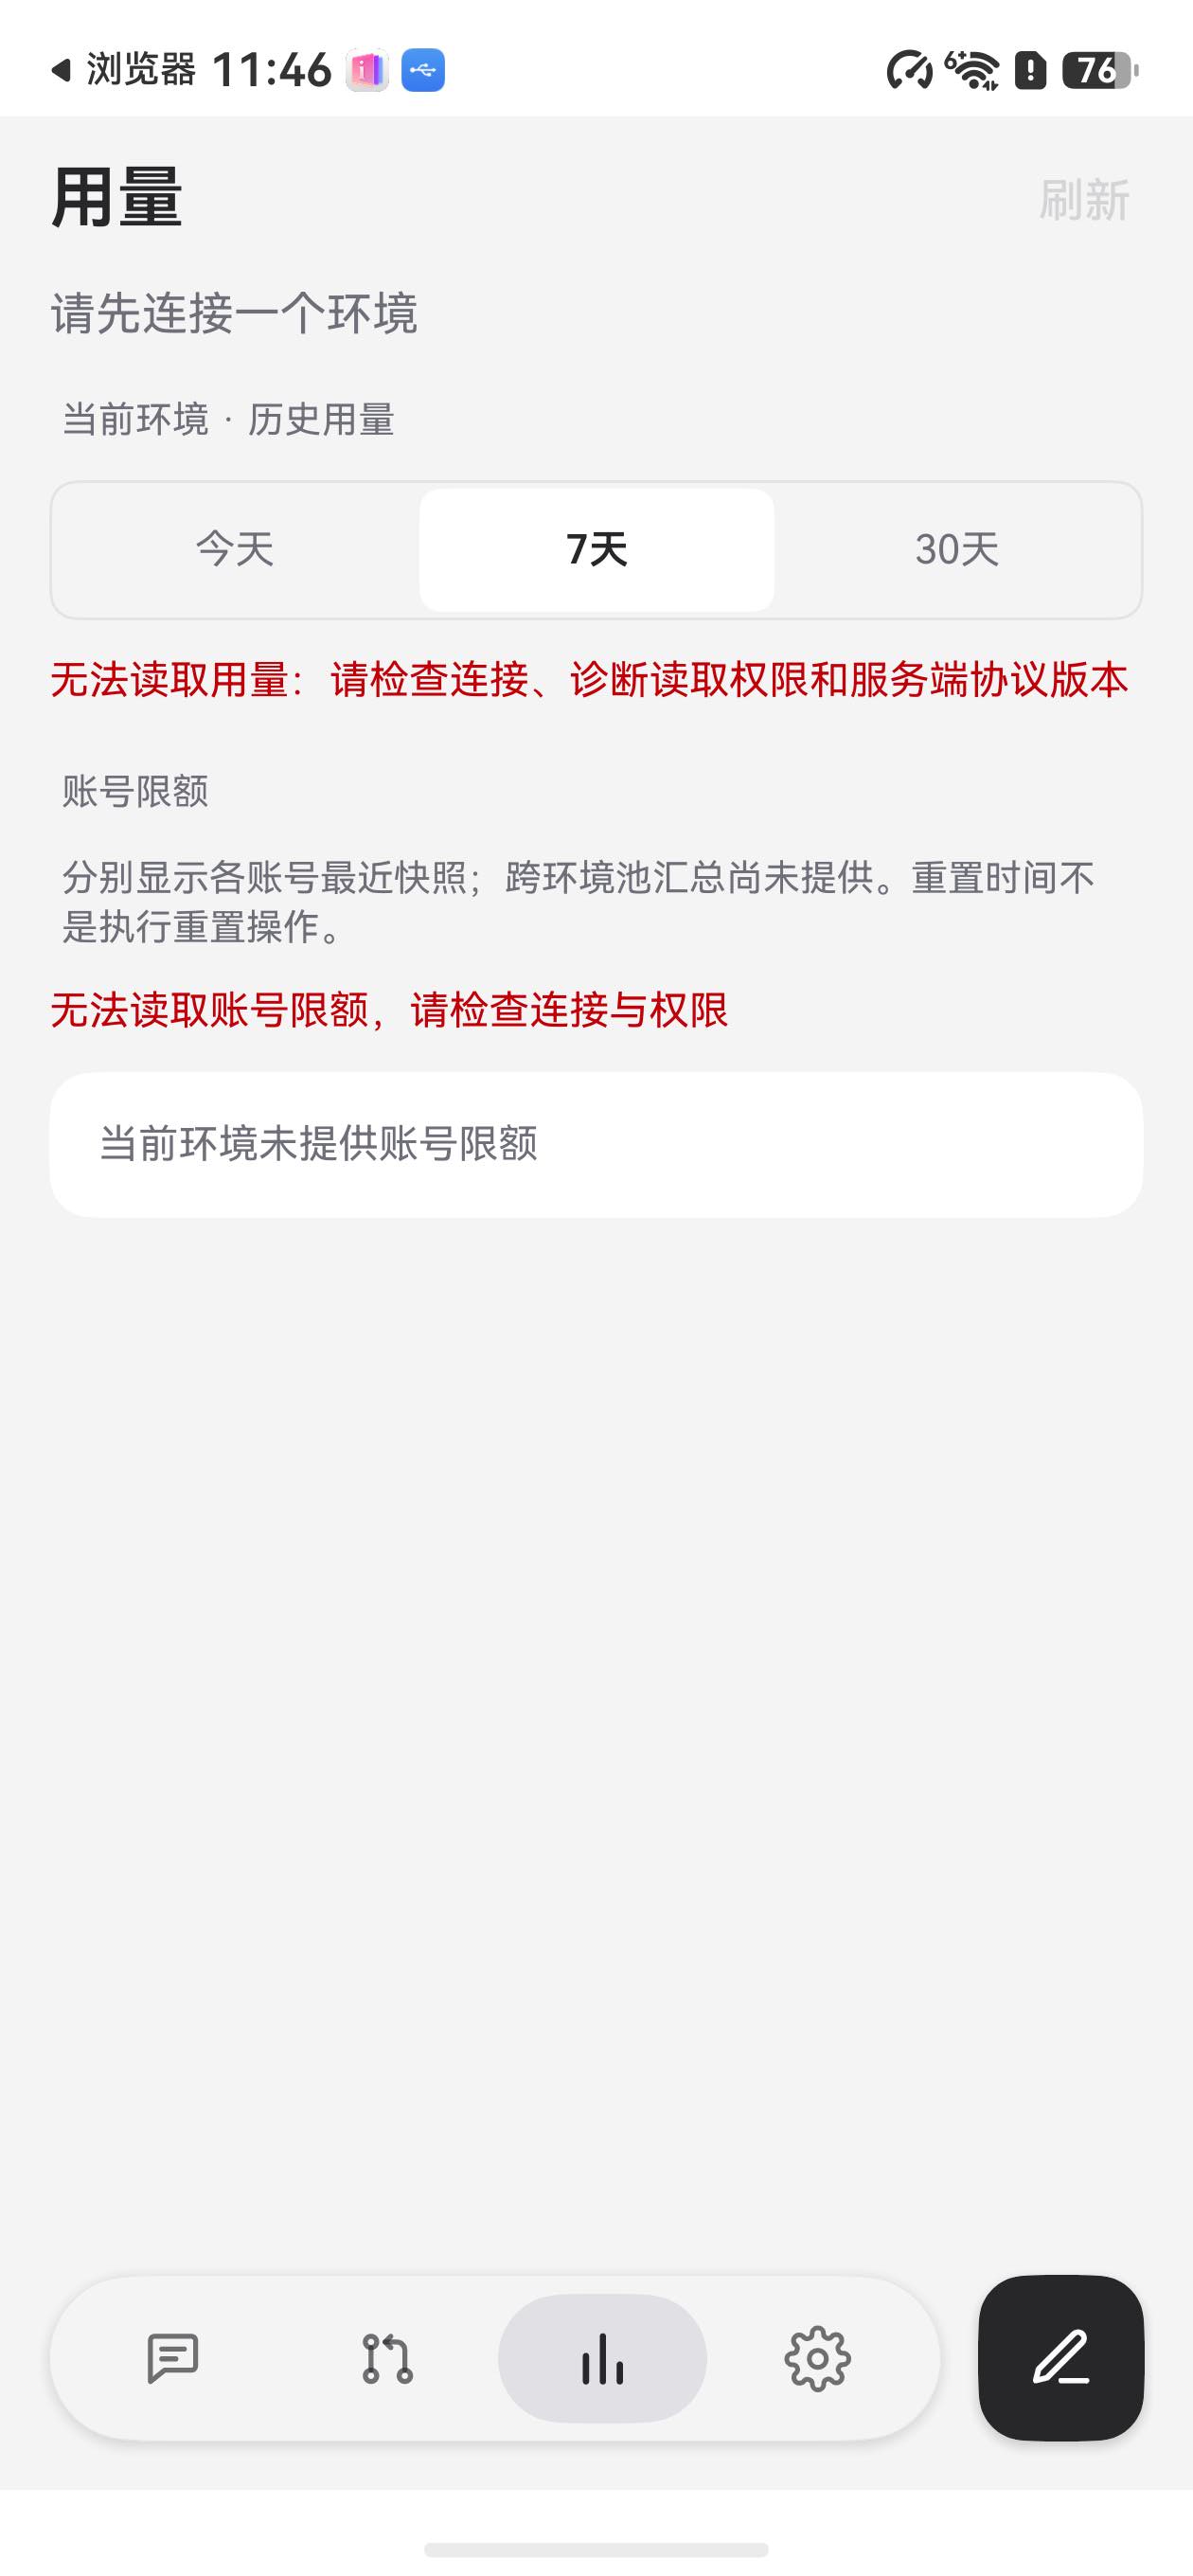 浏览器 11:46
76
用量
刷新
请先连接一个环境
当前环境 · 历史用量
今天
7天
30天
无法读取用量：请检查连接、诊断读取权限和服务端协议版本
账号限额
分别显示各账号最近快照；跨环境池汇总尚未提供。重置时间不
是执行重置操作。
无法读取账号限额，请检查连接与权限
当前环境未提供账号限额